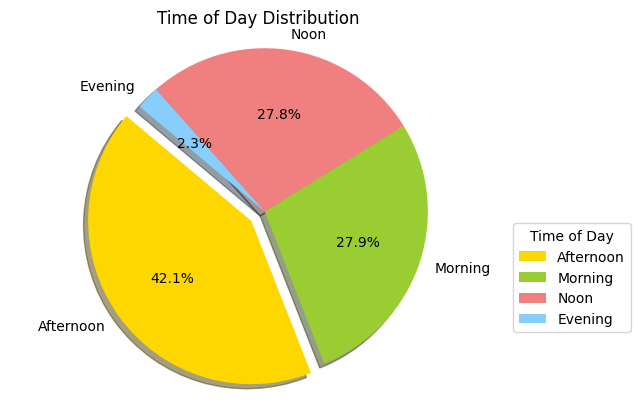 Time of Day Distribution
Noon
Evening
27.8%
2.3%
27.9%
Morning
42.1%
Afternoon
Time of Day
Afternoon
Morning
Noon
Evening